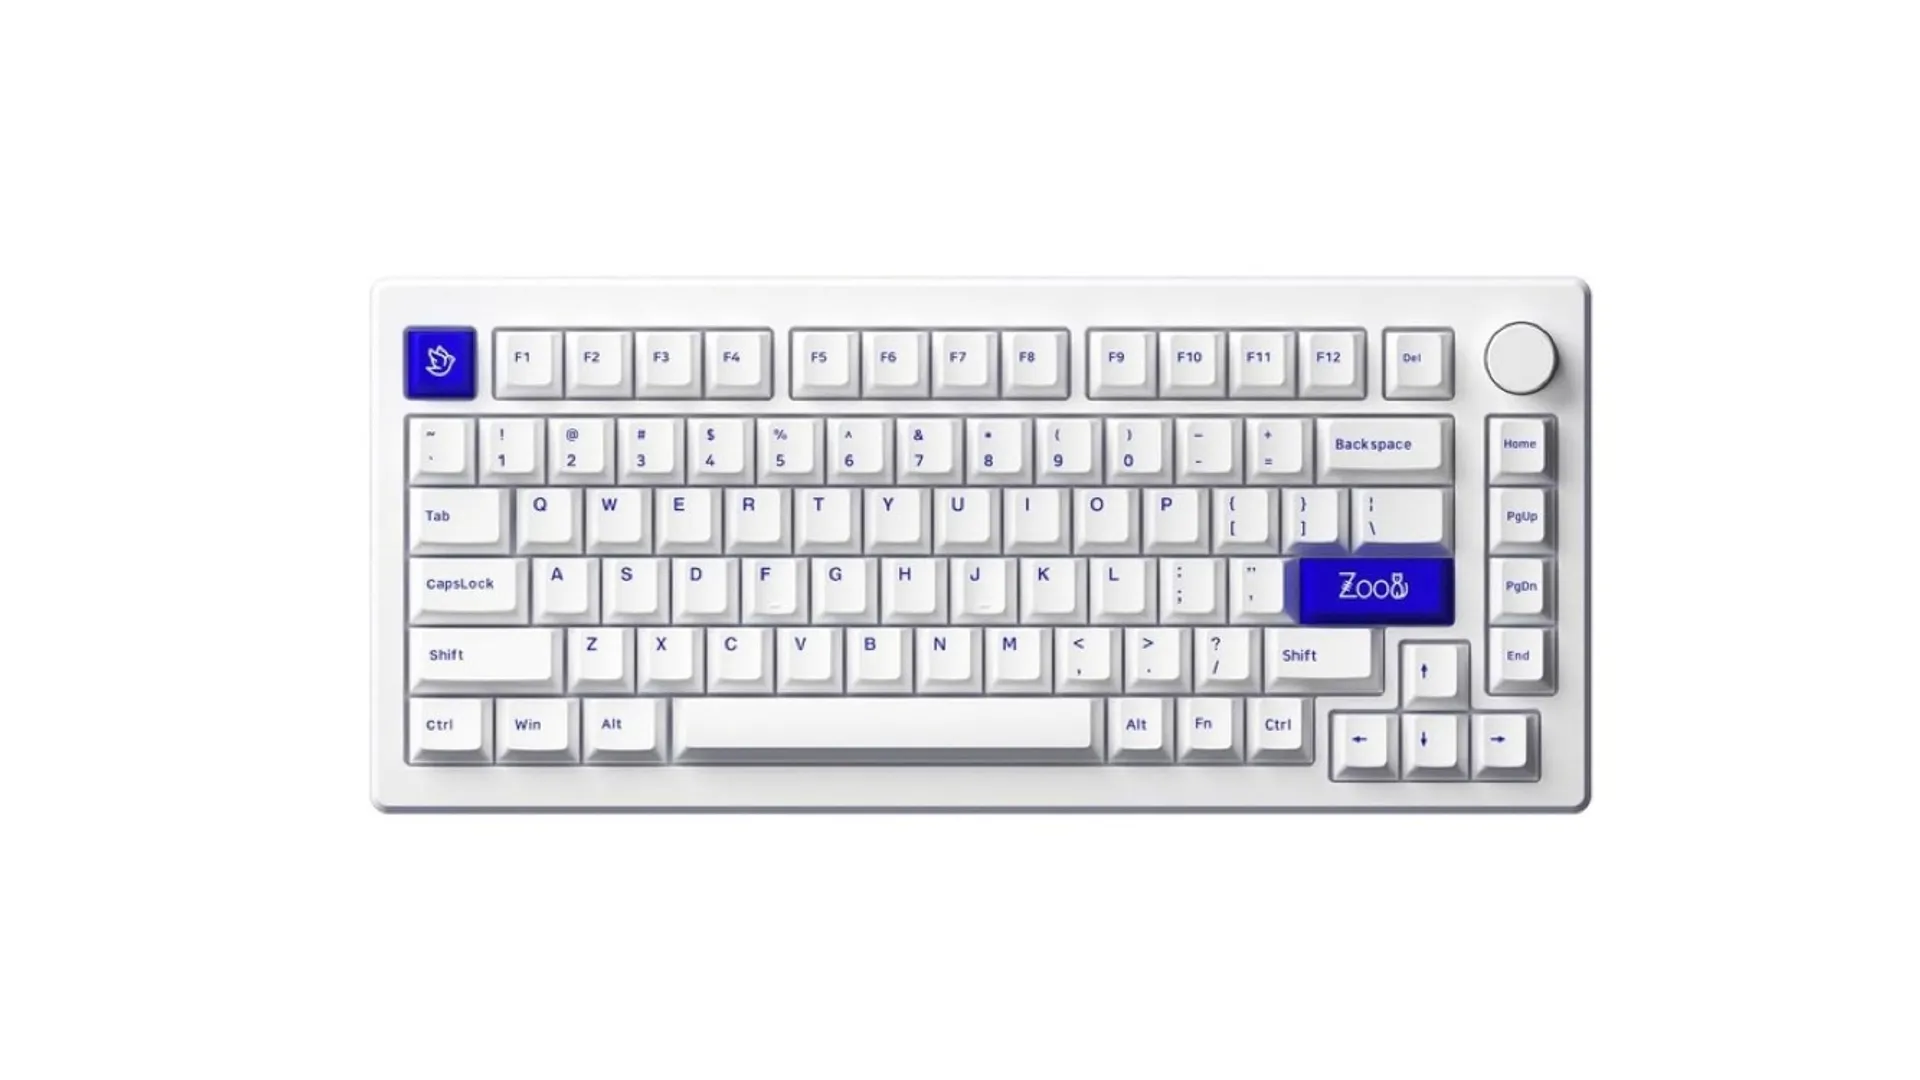 F1 F2 F3 F4 F5 F6 F7 F8 F9 F10 F11 F12 Del
~ ! @ # $ % ^ & * ( ) _ +
` 1 2 3 4 5 6 7 8 9 0 - = Backspace Home
Tab Q W E R T Y U I O P { } ¦ PgUp
[ ] \
CapsLock A S D F G H J K L : " Zoo PgDn
; '
Shift Z X C V B N M < > ? Shift End
, . / ↑
Ctrl Win Alt Alt Fn Ctrl ← ↓ →